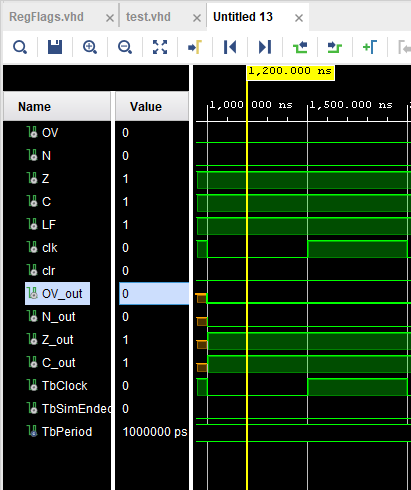 RegFlags.vhd × test.vhd × Untitled 13 ×
1,200.000 ns
Name Value
1,000.000 ns 1,500.000 ns
OV 0
N 0
Z 1
C 1
LF 1
clk 0
clr 0
OV_out 0
N_out 0
Z_out 1
C_out 1
TbClock 0
TbSimEnded 0
TbPeriod 1000000 ps